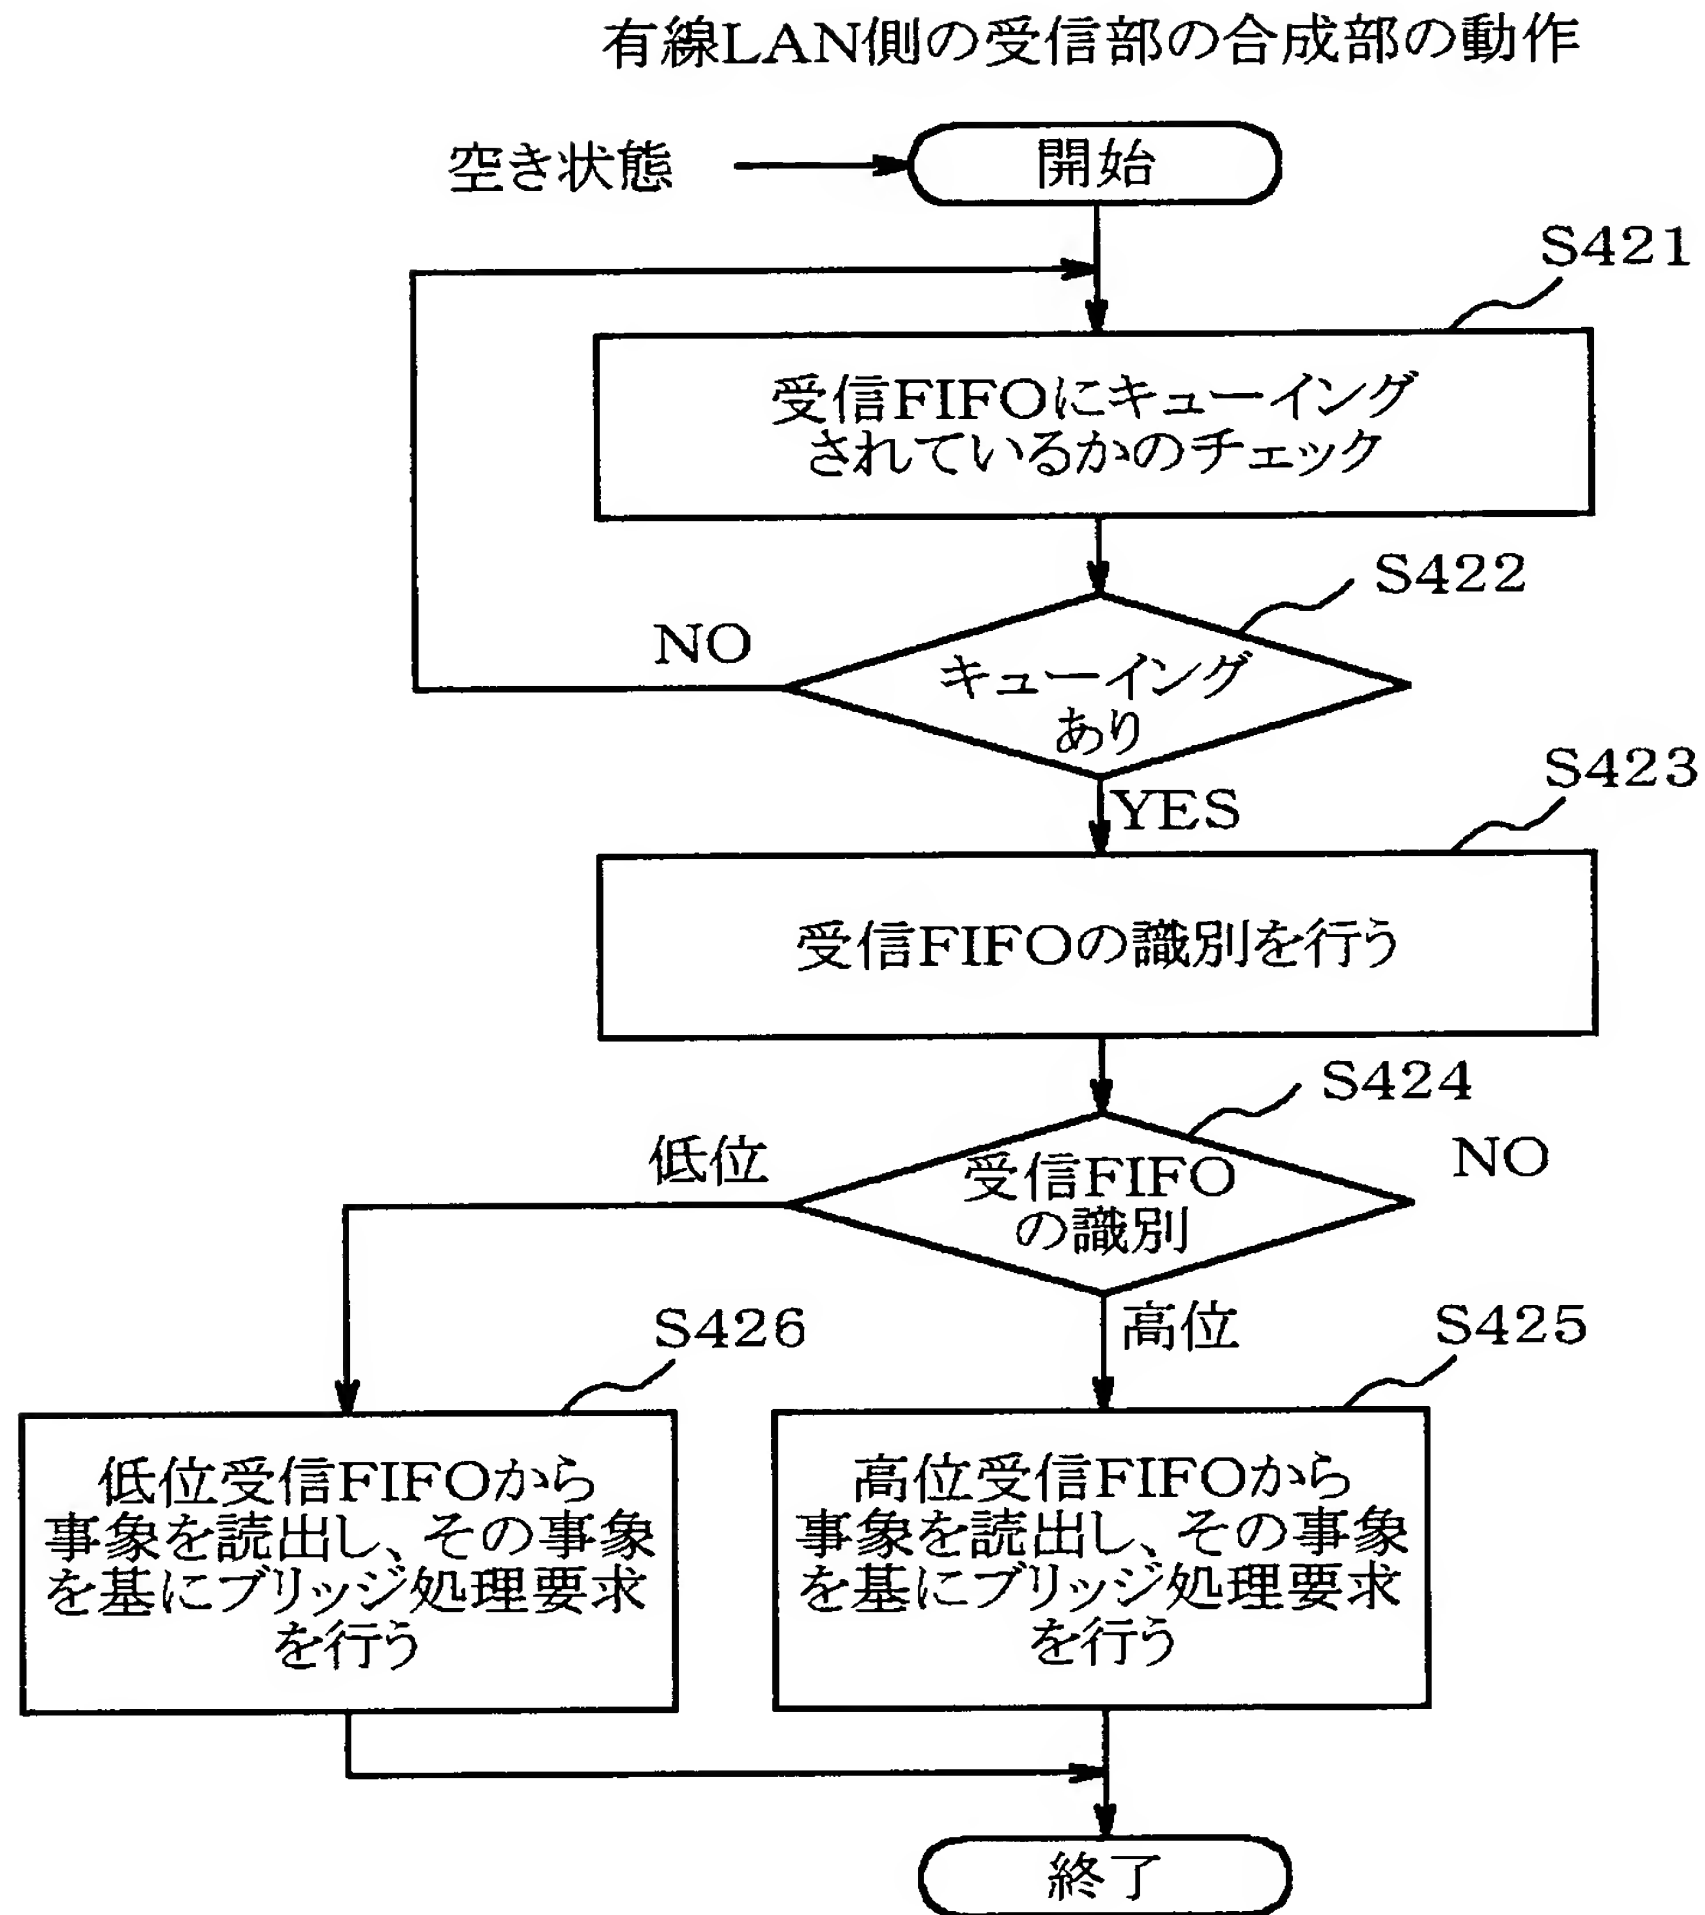 有線LAN側の受信部の合成部の動作
空き状態
開始
S421
受信FIFOにキューイング
されているかのチェック
S422
NO
キューイング
あり
YES
S423
受信FIFOの識別を行う
S424
低位
NO
受信FIFO
の識別
高位
S426
S425
低位受信FIFOから
事象を読出し、その事象
を基にブリッジ処理要求
を行う
高位受信FIFOから
事象を読出し、その事象
を基にブリッジ処理要求
を行う
終了